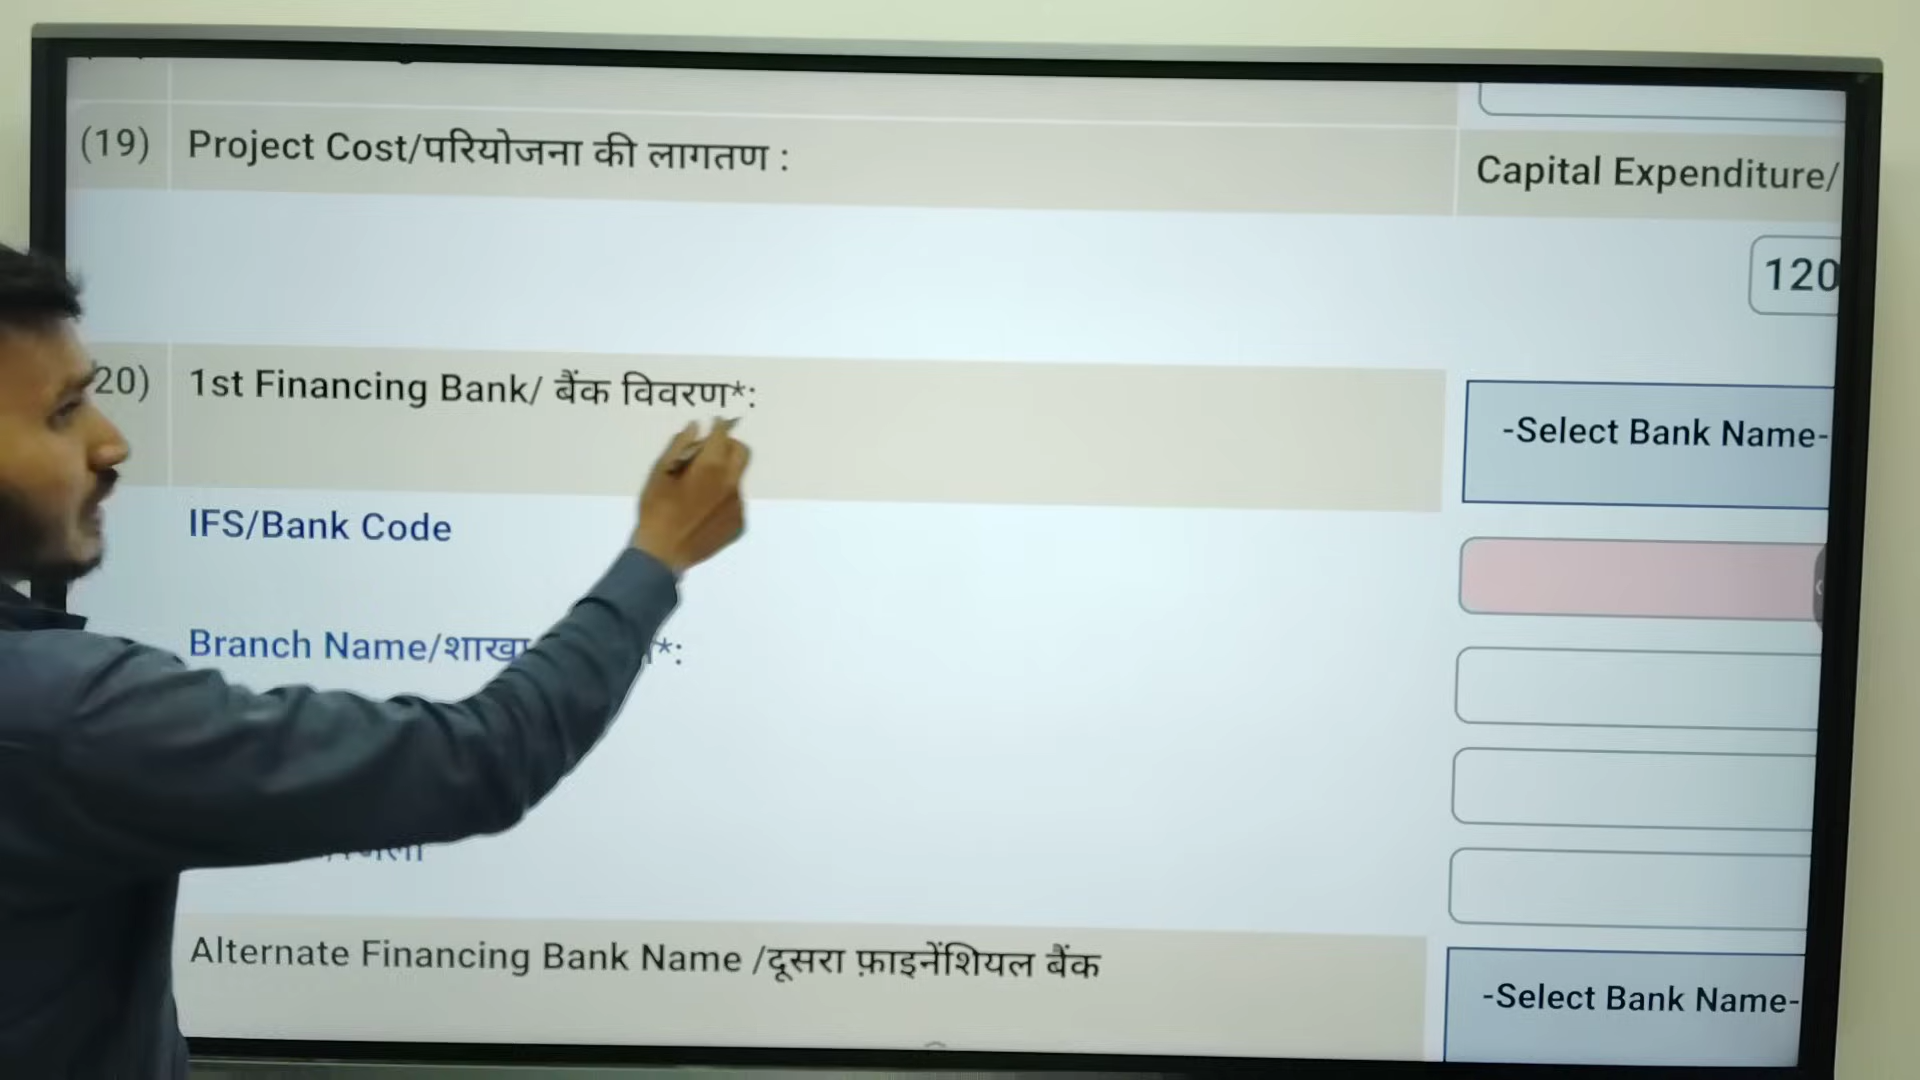 (19) Project Cost/परियोजना की लागतण : Capital Expenditure/
120
20) 1st Financing Bank/ बैंक विवरण*: -Select Bank Name-
IFS/Bank Code
Branch Name/शाखा *:
Alternate Financing Bank Name /दूसरा फ़ाइनेंशियल बैंक -Select Bank Name-